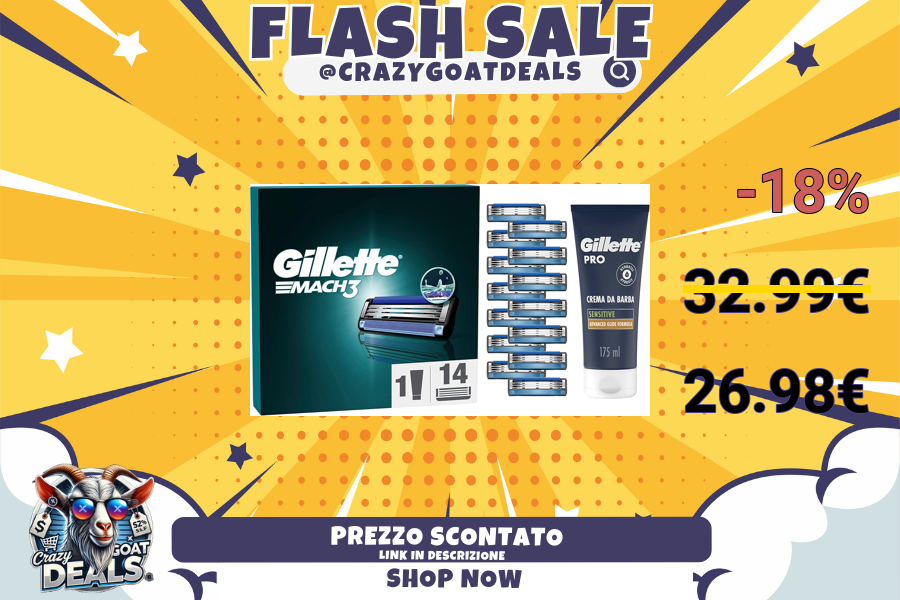 FLASH SALE
@CRAZYGOATDEALS
-18%
32.99€
26.98€
Gillette
MACH3
1
14
Gillette
PRO
CREMA DA BARBA
SENSITIVE
ADVANCED GLIDE FORMULA
175 ml
$
52%
Crazy
GOAT
DEALS
PREZZO SCONTATO
LINK IN DESCRIZIONE
SHOP NOW